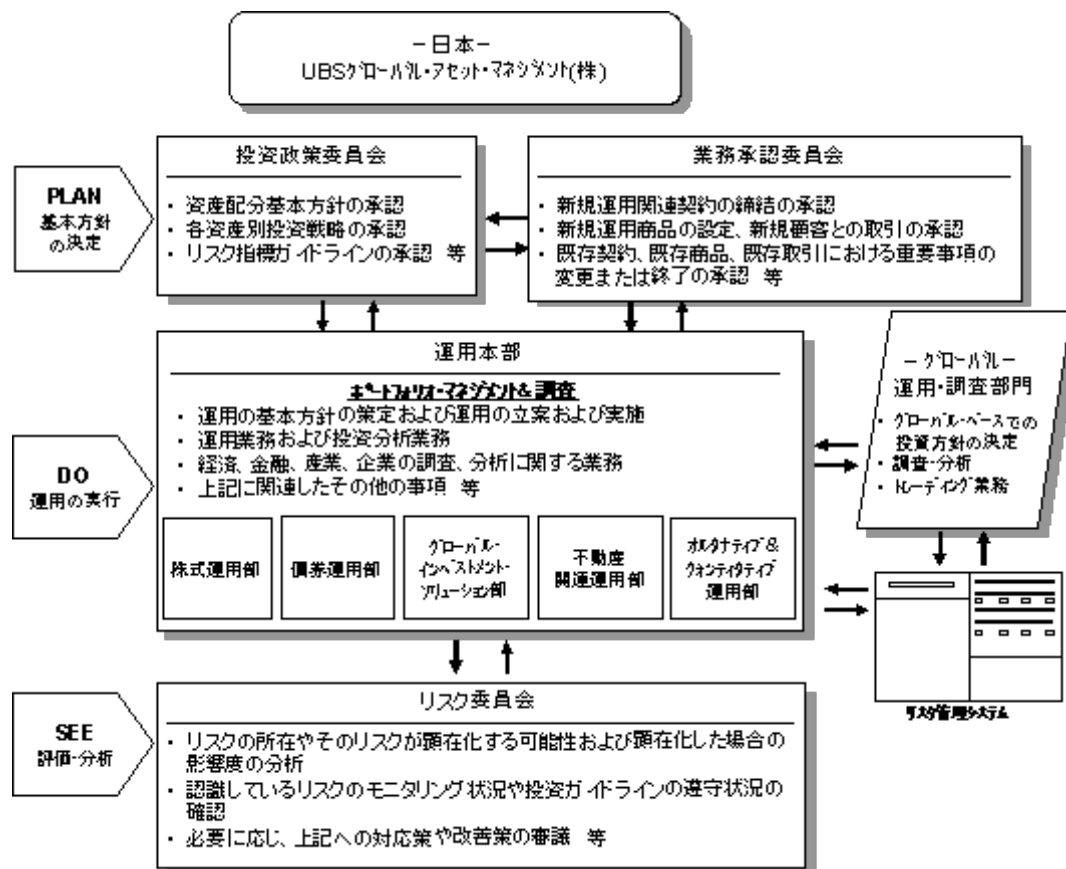 －日本－
UBSｸﾞﾛｰﾊﾞﾙ・ｱｾｯﾄ・ﾏﾈｼﾞﾒﾝﾄ(株)
投資政策委員会
・ 資産配分基本方針の承認
・ 各資産別投資戦略の承認
・ リスク指標ガイドラインの承認 等
業務承認委員会
・ 新規運用関連契約の締結の承認
・ 新規運用商品の設定、新規顧客との取引の承認
・ 既存契約、既存商品、既存取引における重要事項の
変更または終了の承認 等
PLAN
基本方針
の決定
運用本部
ﾎﾟｰﾄﾌｫﾘｵ・ﾏﾈｼﾞﾒﾝﾄ&調査
・ 運用の基本方針の策定および運用の立案および実施
・ 運用業務および投資分析業務
・ 経済、金融、産業、企業の調査、分析に関する業務
・ 上記に関連したその他の事項 等
DO
運用の実行
株式運用部
債券運用部
ｸﾞﾛｰﾊﾞﾙ・
ｲﾝﾍﾞｽﾄﾒﾝﾄ・
ｿﾘｭｰｼｮﾝ部
不動産
関連運用部
ｵﾙﾀﾅﾃｨﾌﾞ&
ｸｫﾝﾃｨﾀﾃｨﾌﾞ
運用部
－ｸﾞﾛｰﾊﾞﾙ－
運用・調査部門
・ ｸﾞﾛｰﾊﾞﾙ・ﾍﾞｰｽでの
投資方針の決定
・ 調査・分析
・ ﾄﾚｰﾃﾞｨﾝｸﾞ業務
ﾘｽｸ管理ｼｽﾃﾑ
SEE
評価・分析
リスク委員会
・ リスクの所在やそのリスクが顕在化する可能性および顕在化した場合の
影響度の分析
・ 認識しているリスクのモニタリング状況や投資ガイドラインの遵守状況の
確認
・ 必要に応じ、上記への対応策や改善策の審議 等